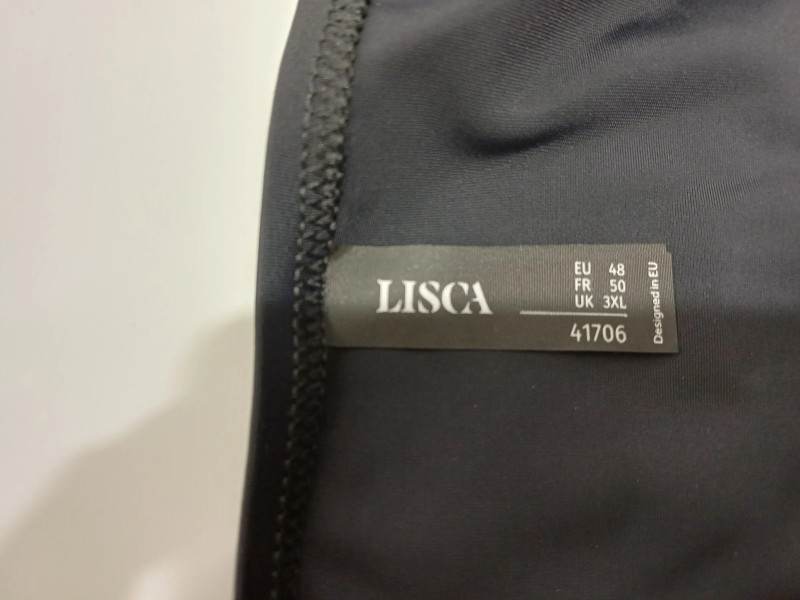 LISCA
EU 48
FR 50
UK 3XL
41706
Designed in EU